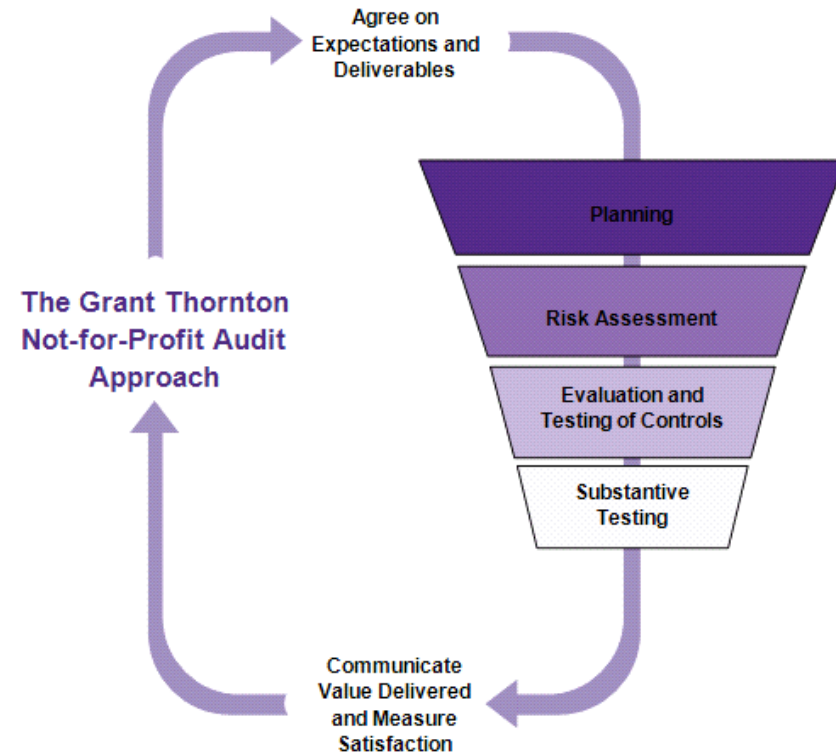 Agree on
Expectations and
Deliverables
Planning
Risk Assessment
Evaluation and
Testing of Controls
Substantive
Testing
The Grant Thornton
Not-for-Profit Audit
Approach
Communicate
Value Delivered
and Measure
Satisfaction